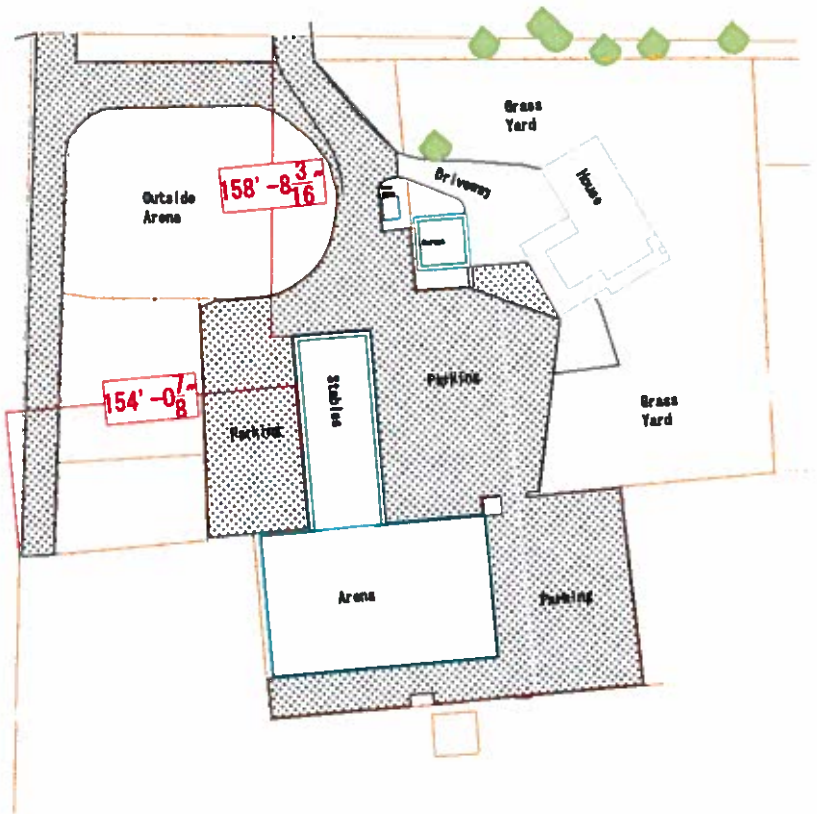 Grass
Yard
Driveway
House
158'-8 3/16"
Outside
Arena
Stables
Parking
154'-0 7/8"
Parking
Grass
Yard
Arena
Parking